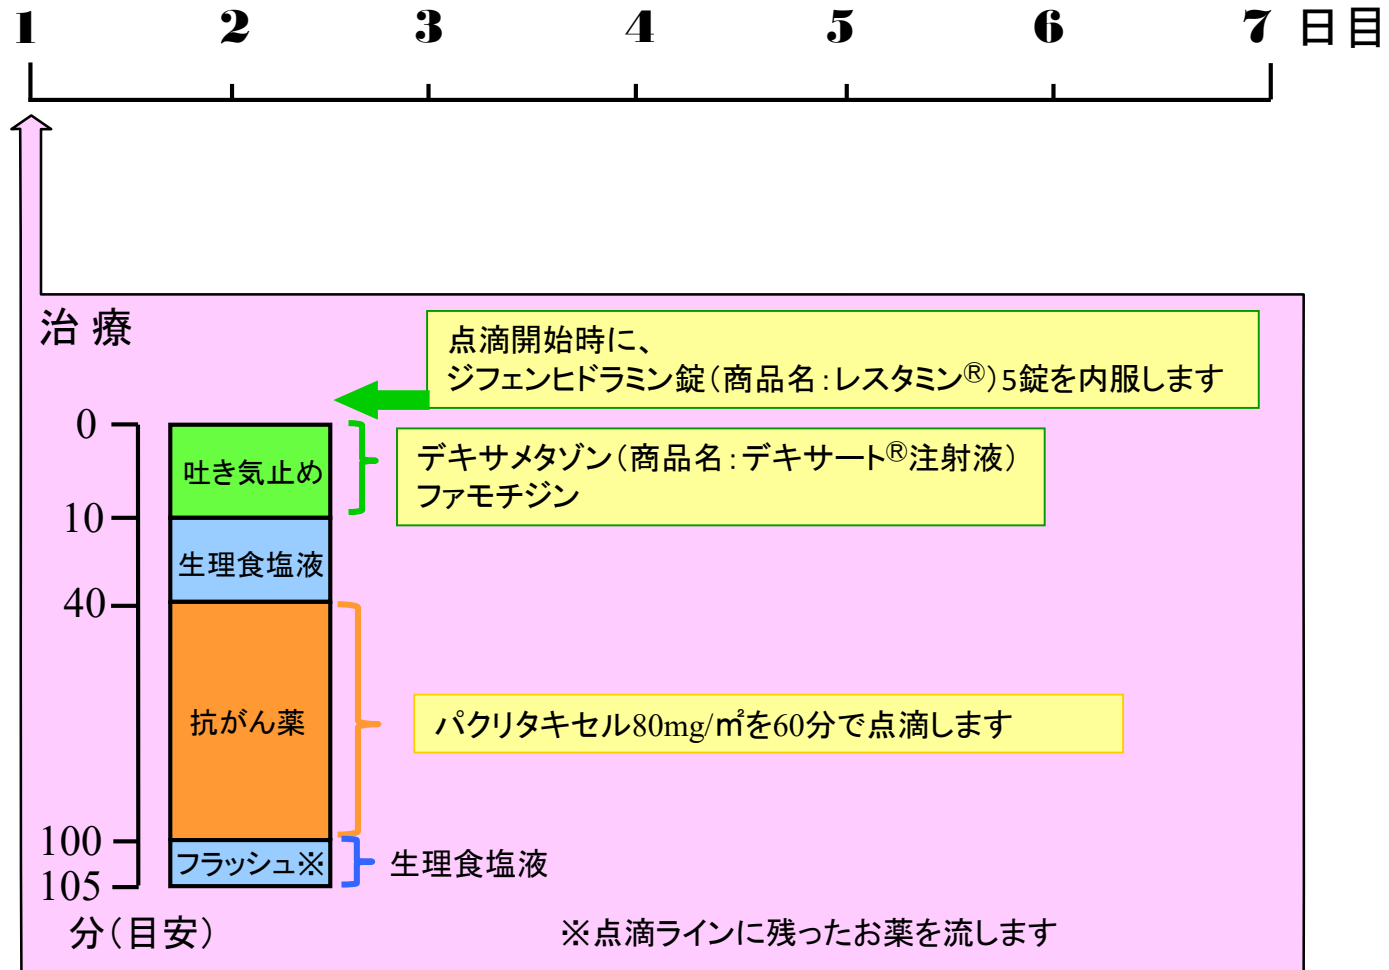 1 2 3 4 5 6 7 日目
治療
点滴開始時に、
ジフェンヒドラミン錠（商品名：レスタミン®）5錠を内服します
0
吐き気止め
デキサメタゾン（商品名：デキサート®注射液）
ファモチジン
10
生理食塩液
40
抗がん薬
パクリタキセル80mg/㎡を60分で点滴します
100
フラッシュ※
生理食塩液
105
分（目安）
※点滴ラインに残ったお薬を流します